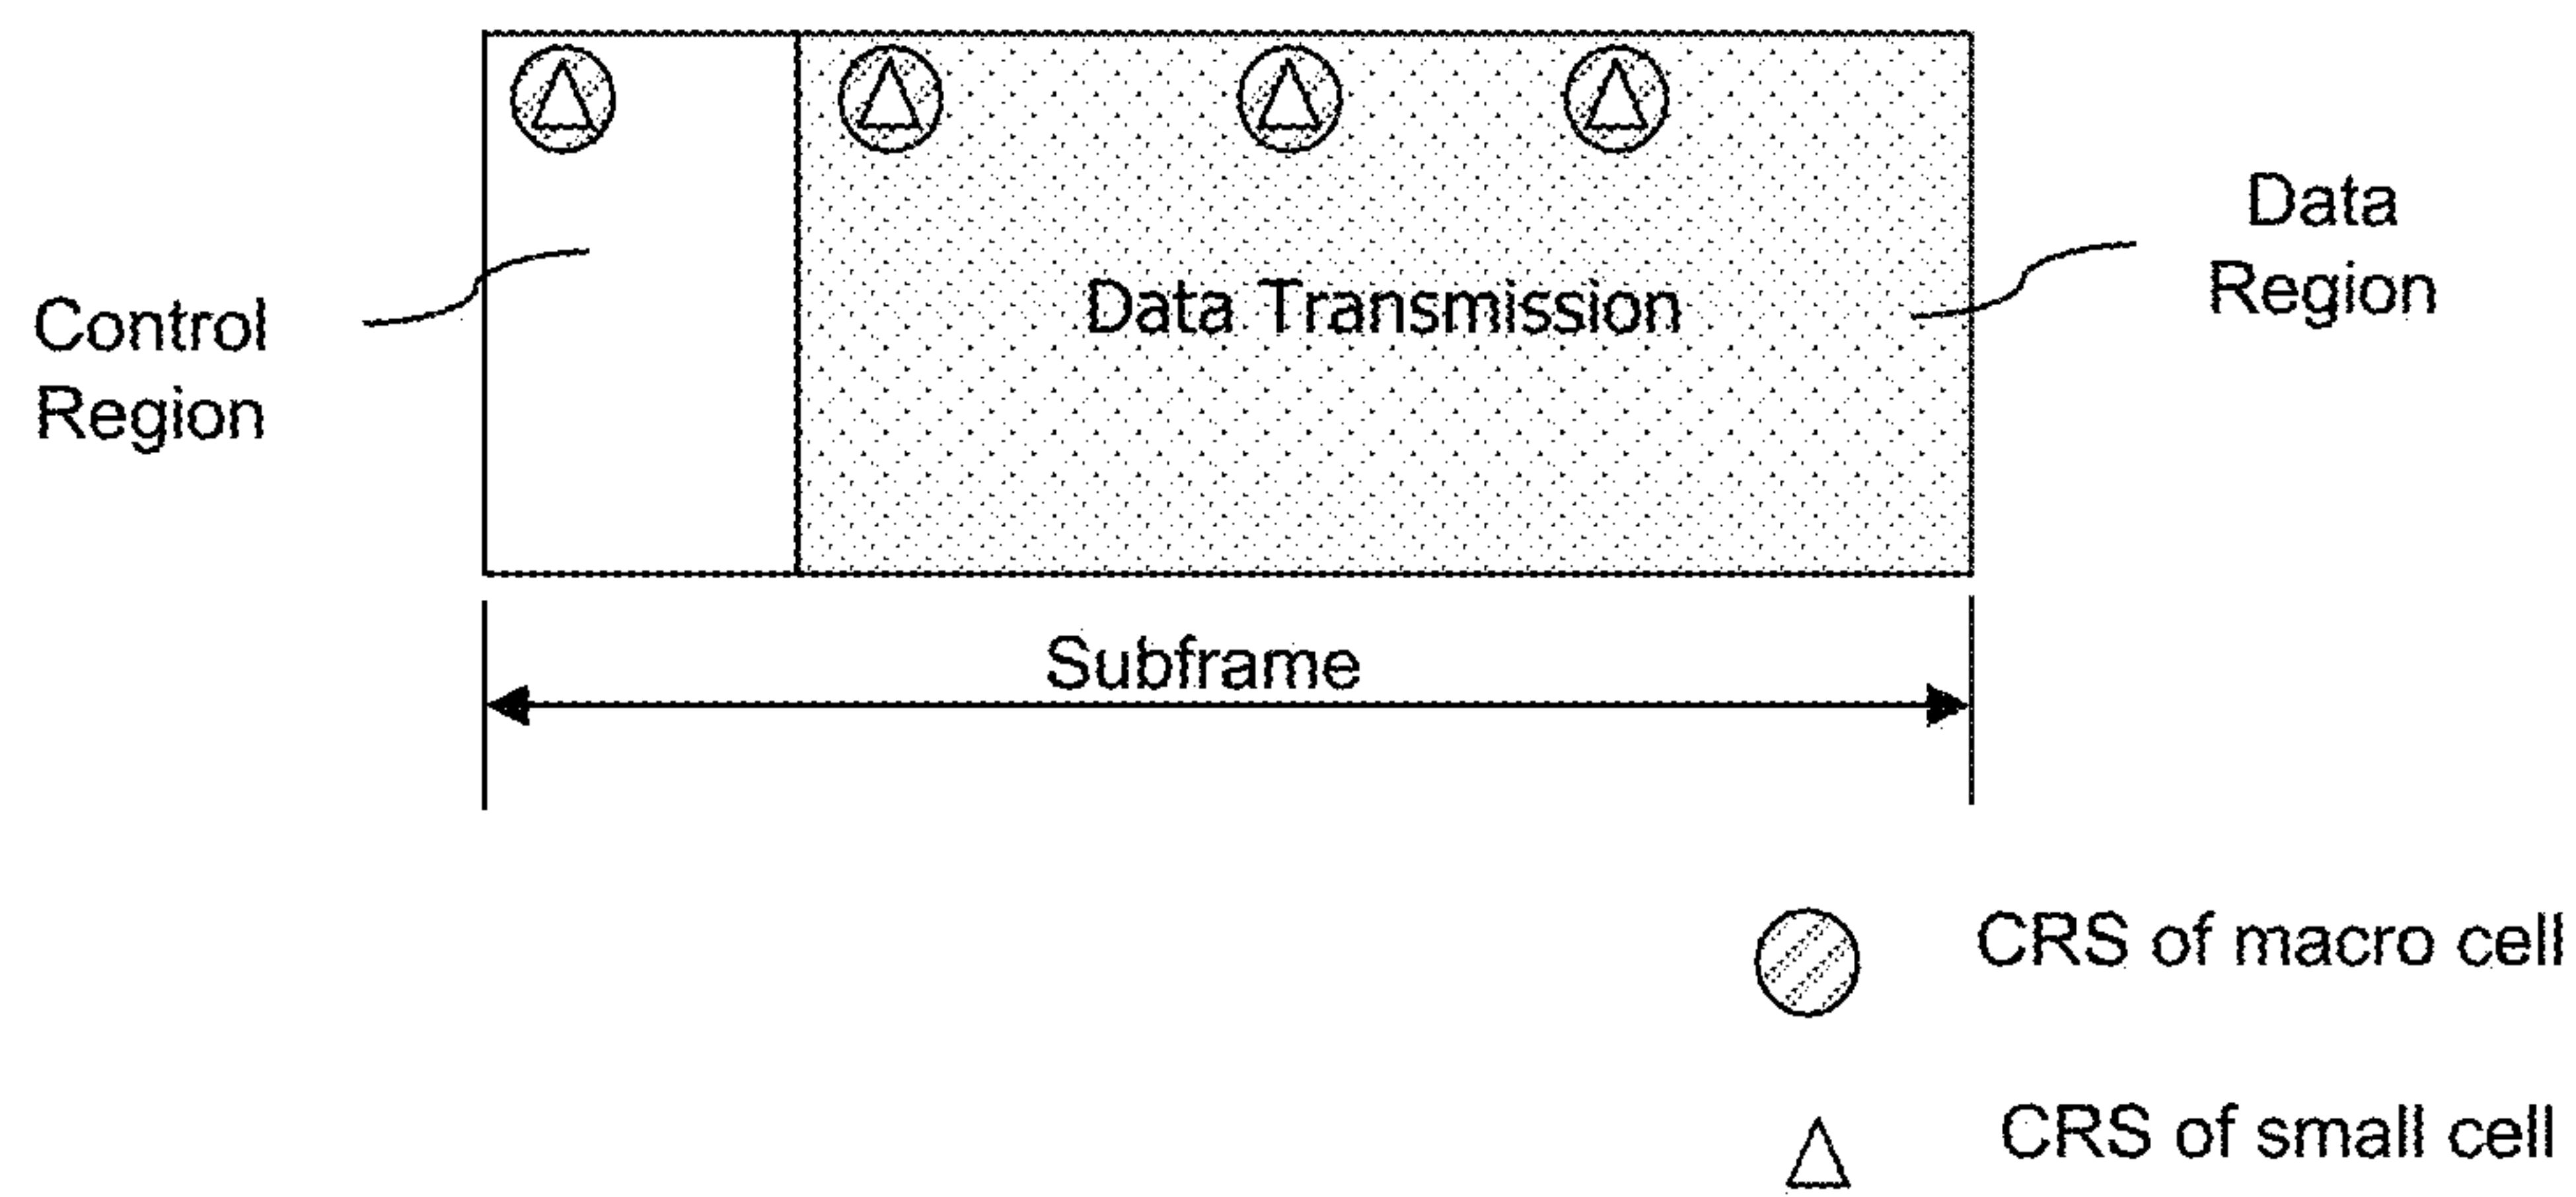 Control
Region
Data Transmission
Data
Region
Subframe
CRS of macro cell
CRS of small cell